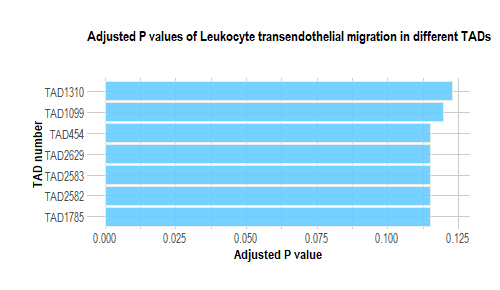 Adjusted P values of Leukocyte transendothelial migration in different TADs
TAD number
TAD1310
TAD1099
TAD454
TAD2629
TAD2583
TAD2582
TAD1785
0.000 0.025 0.050 0.075 0.100 0.125
Adjusted P value